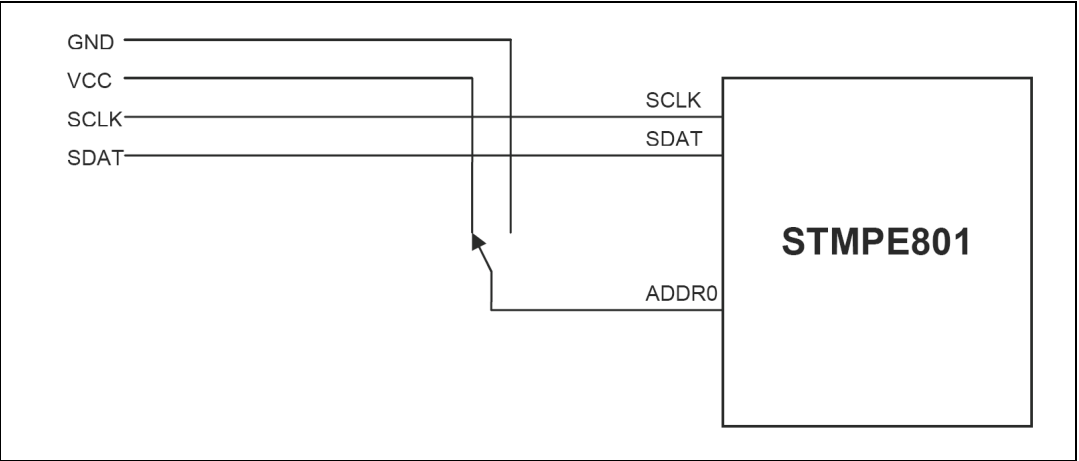 GND
VCC
SCLK
SDAT
SCLK
SDAT
STMPE801
ADDR0